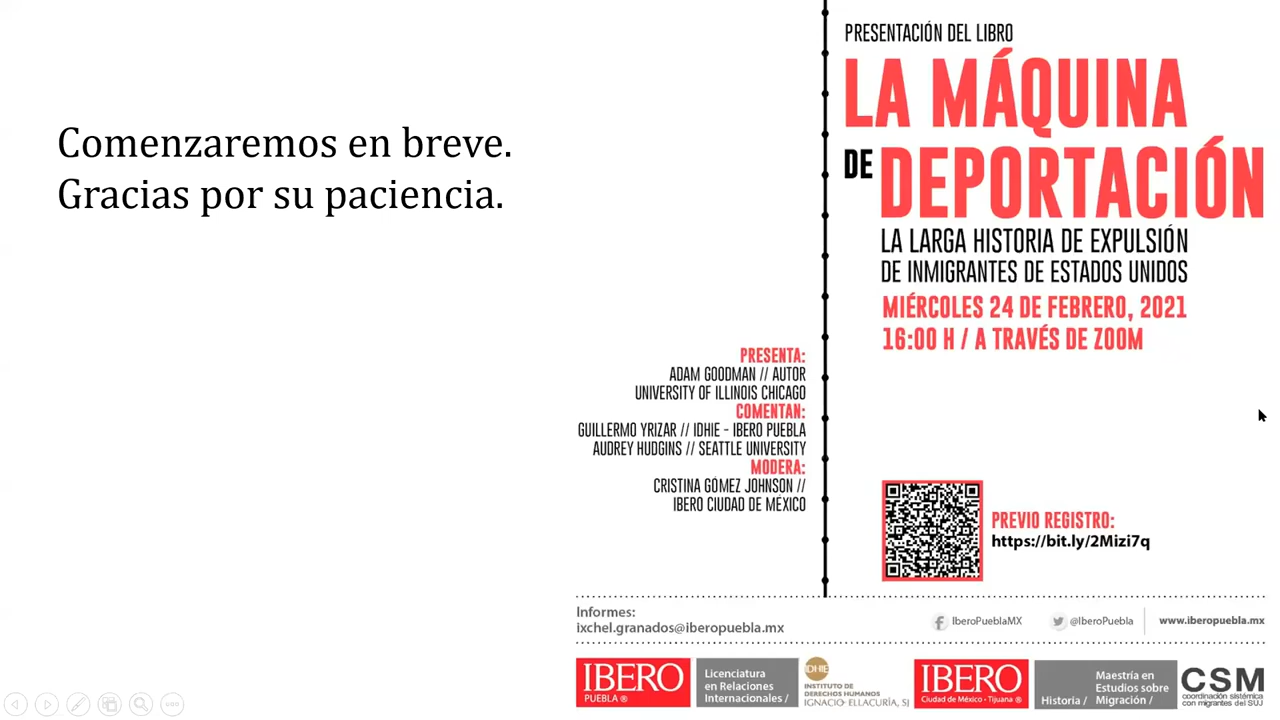 Comenzaremos en breve.
Gracias por su paciencia.
PRESENTACIÓN DEL LIBRO
LA MÁQUINA
DE DEPORTACIÓN
LA LARGA HISTORIA DE EXPULSIÓN
DE INMIGRANTES DE ESTADOS UNIDOS
MIÉRCOLES 24 DE FEBRERO, 2021
16:00 H / A TRAVÉS DE ZOOM
PRESENTA:
ADAM GOODMAN // AUTOR
UNIVERSITY OF ILLINOIS CHICAGO
COMENTAN:
GUILLERMO YRIZAR // IDHIE - IBERO PUEBLA
AUDREY HUDGINS // SEATTLE UNIVERSITY
MODERA:
CRISTINA GÓMEZ JOHNSON //
IBERO CIUDAD DE MÉXICO
PREVIO REGISTRO:
https://bit.ly/2Mizi7q
Informes:
ixchel.granados@iberopuebla.mx
IberoPueblaMX
@IberoPuebla
www.iberopuebla.mx
IBERO
PUEBLA ®
Licenciatura
en Relaciones
Internacionales /
IDHIE
INSTITUTO DE
DERECHOS HUMANOS
IGNACIO ELLACURÍA, SJ
IBERO
Ciudad de México - Tijuana ®
Historia /
Maestría en
Estudios sobre
Migración /
CSM
coordinación sistémica
con migrantes del SUJ